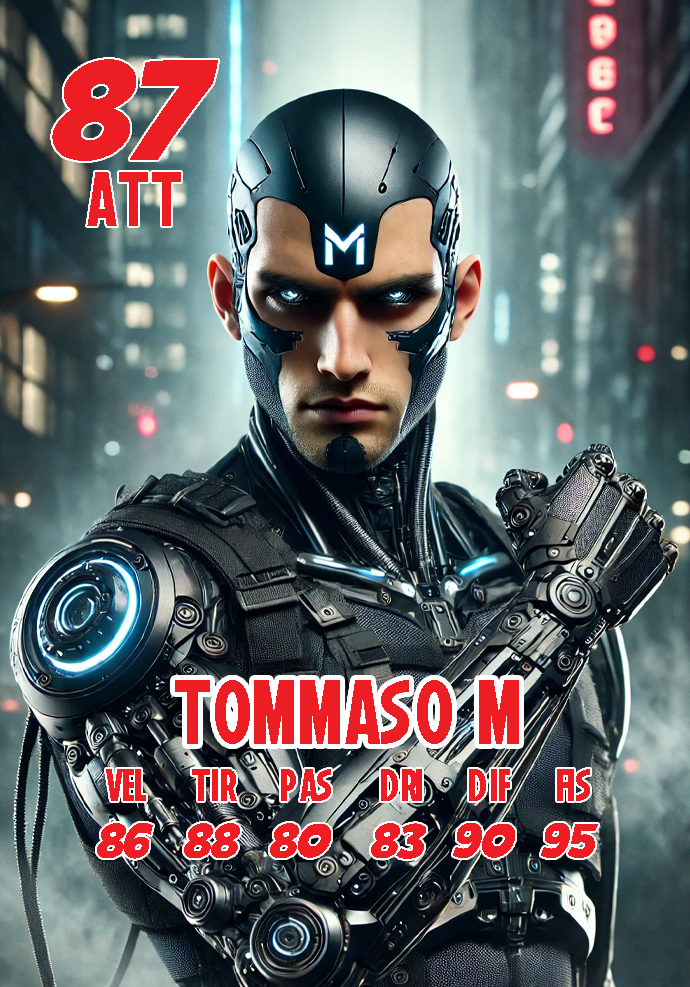 87
ATT
M
TOMMASO M
VEL TIR PAS DRI DIF FIS
86 88 80 83 90 95